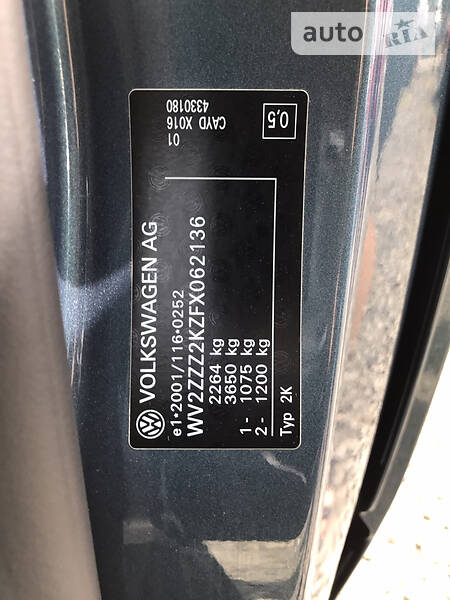 auto RIA
VOLKSWAGEN AG
e1*2001/116*0252
WV2ZZZ2KZFX062136
2264 kg
3650 kg
1- 1075 kg
2- 1200 kg
Typ 2K
01
CAYD X016
4330180
0,5